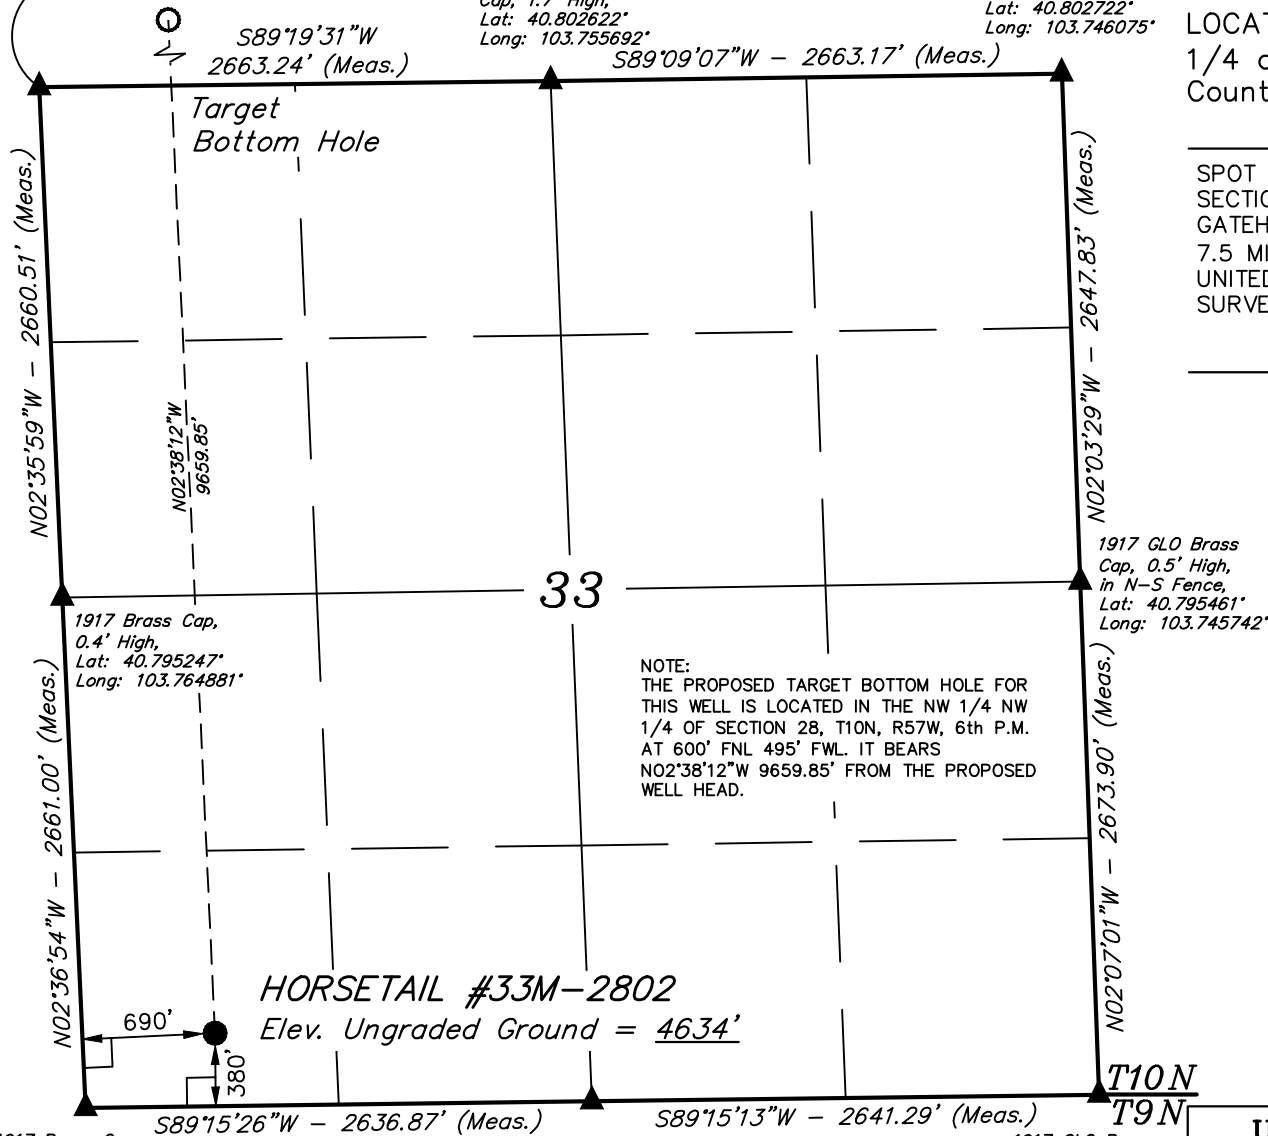 Lat: 40.802622°
Long: 103.755692°
Lat: 40.802722°
Long: 103.746075°
S89°19'31"W
2663.24' (Meas.)
S89°09'07"W – 2663.17' (Meas.)
1/4
SPOT
7.5
Target
Bottom Hole
N02°35'59"W – 2660.51' (Meas.)
N02°38'12"W
9659.85'
N02°03'29"W – 2647.83' (Meas.)
33
1917 GLO Brass
Cap, 0.5' High,
in N–S Fence,
Lat: 40.795461°
Long: 103.745742°
1917 Brass Cap,
0.4' High,
Lat: 40.795247°
Long: 103.764881°
NOTE:
THE PROPOSED TARGET BOTTOM HOLE FOR
THIS WELL IS LOCATED IN THE NW 1/4 NW
1/4 OF SECTION 28, T10N, R57W, 6th P.M.
AT 600' FNL 495' FWL. IT BEARS
N02°38'12"W 9659.85' FROM THE PROPOSED
WELL HEAD.
N02°36'54"W – 2661.00' (Meas.)
N02°07'01"W – 2673.90' (Meas.)
HORSETAIL #33M–2802
Elev. Ungraded Ground = 4634'
690'
380'
S89°15'26"W – 2636.87' (Meas.)
S89°15'13"W – 2641.29' (Meas.)
T10N
T9N